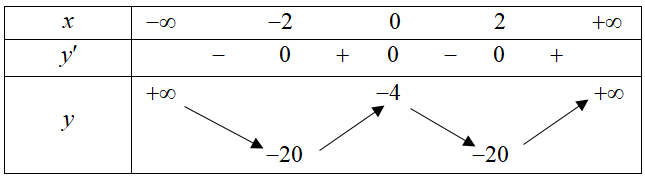 x −∞ −2 0 2 +∞
y′ − 0 + 0 − 0 +
+∞ −4 +∞
y
−20 −20